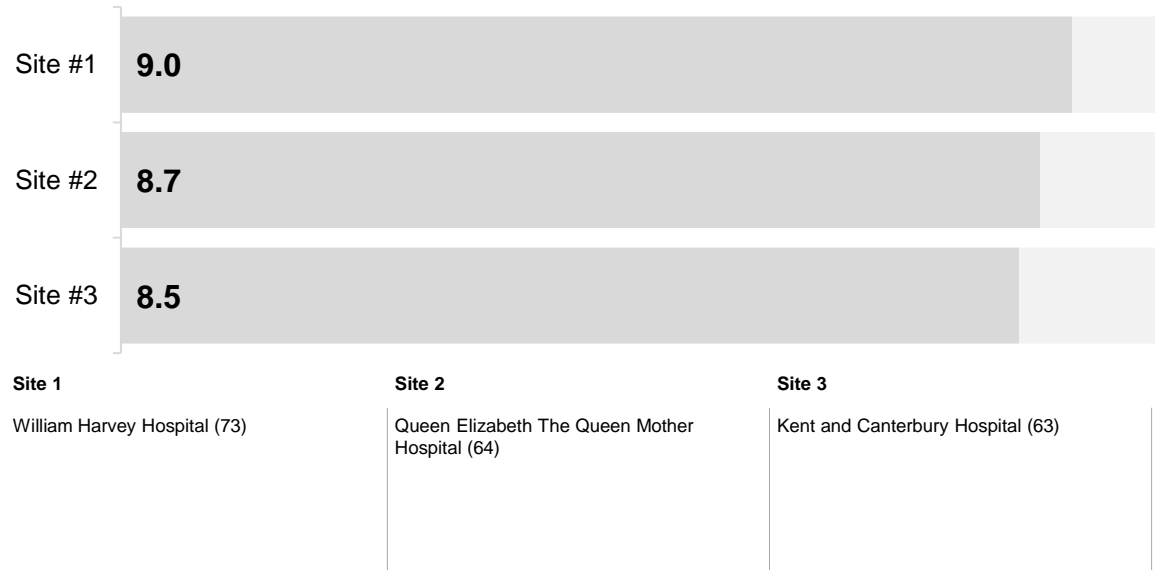 Site #1 9.0
Site #2 8.7
Site #3 8.5
Site 1
William Harvey Hospital (73)
Site 2
Queen Elizabeth The Queen Mother
Hospital (64)
Site 3
Kent and Canterbury Hospital (63)